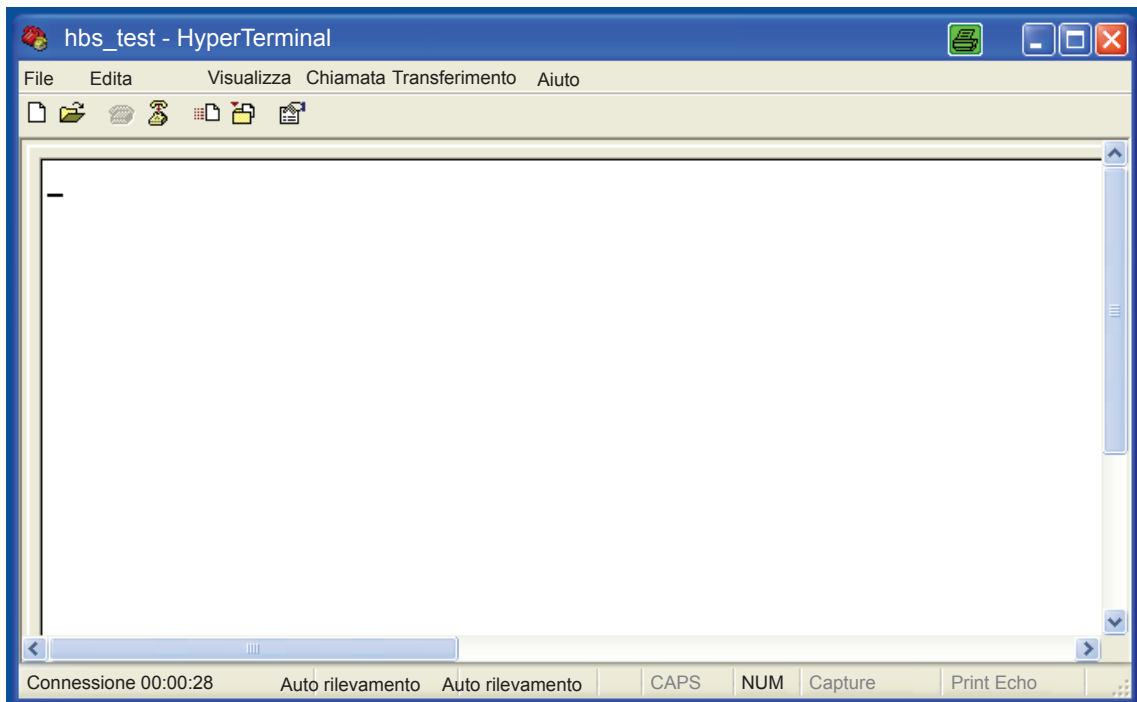 hbs_test - HyperTerminal
File Edita Visualizza Chiamata Transferimento Aiuto
_
Connessione 00:00:28 Auto rilevamento Auto rilevamento CAPS NUM Capture Print Echo